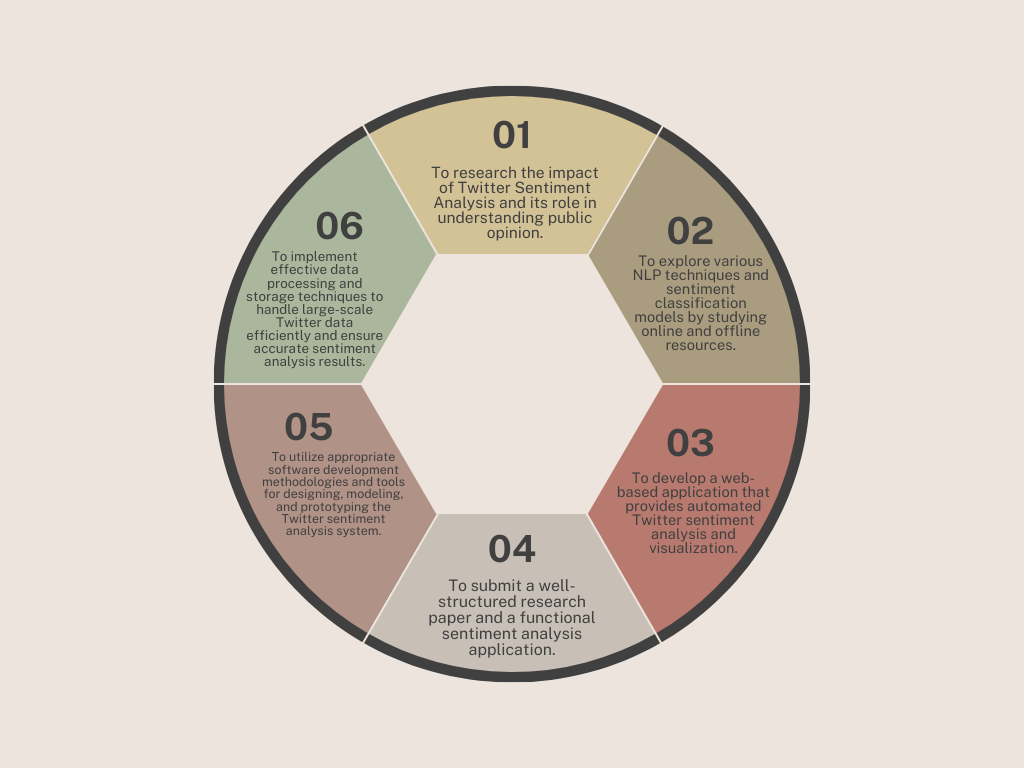 01
To research the impact
of Twitter Sentiment
Analysis and its role in
understanding public
opinion.
02
To explore various
NLP techniques and
sentiment
classification
models by studying
online and offline
resources.
03
To develop a web-
based application that
provides automated
Twitter sentiment
analysis and
visualization.
04
To submit a well-
structured research
paper and a functional
sentiment analysis
application.
05
To utilize appropriate
software development
methodologies and tools
for designing, modeling,
and prototyping the
Twitter sentiment
analysis system.
06
To implement
effective data
processing and
storage techniques to
handle large-scale
Twitter data
efficiently and ensure
accurate sentiment
analysis results.